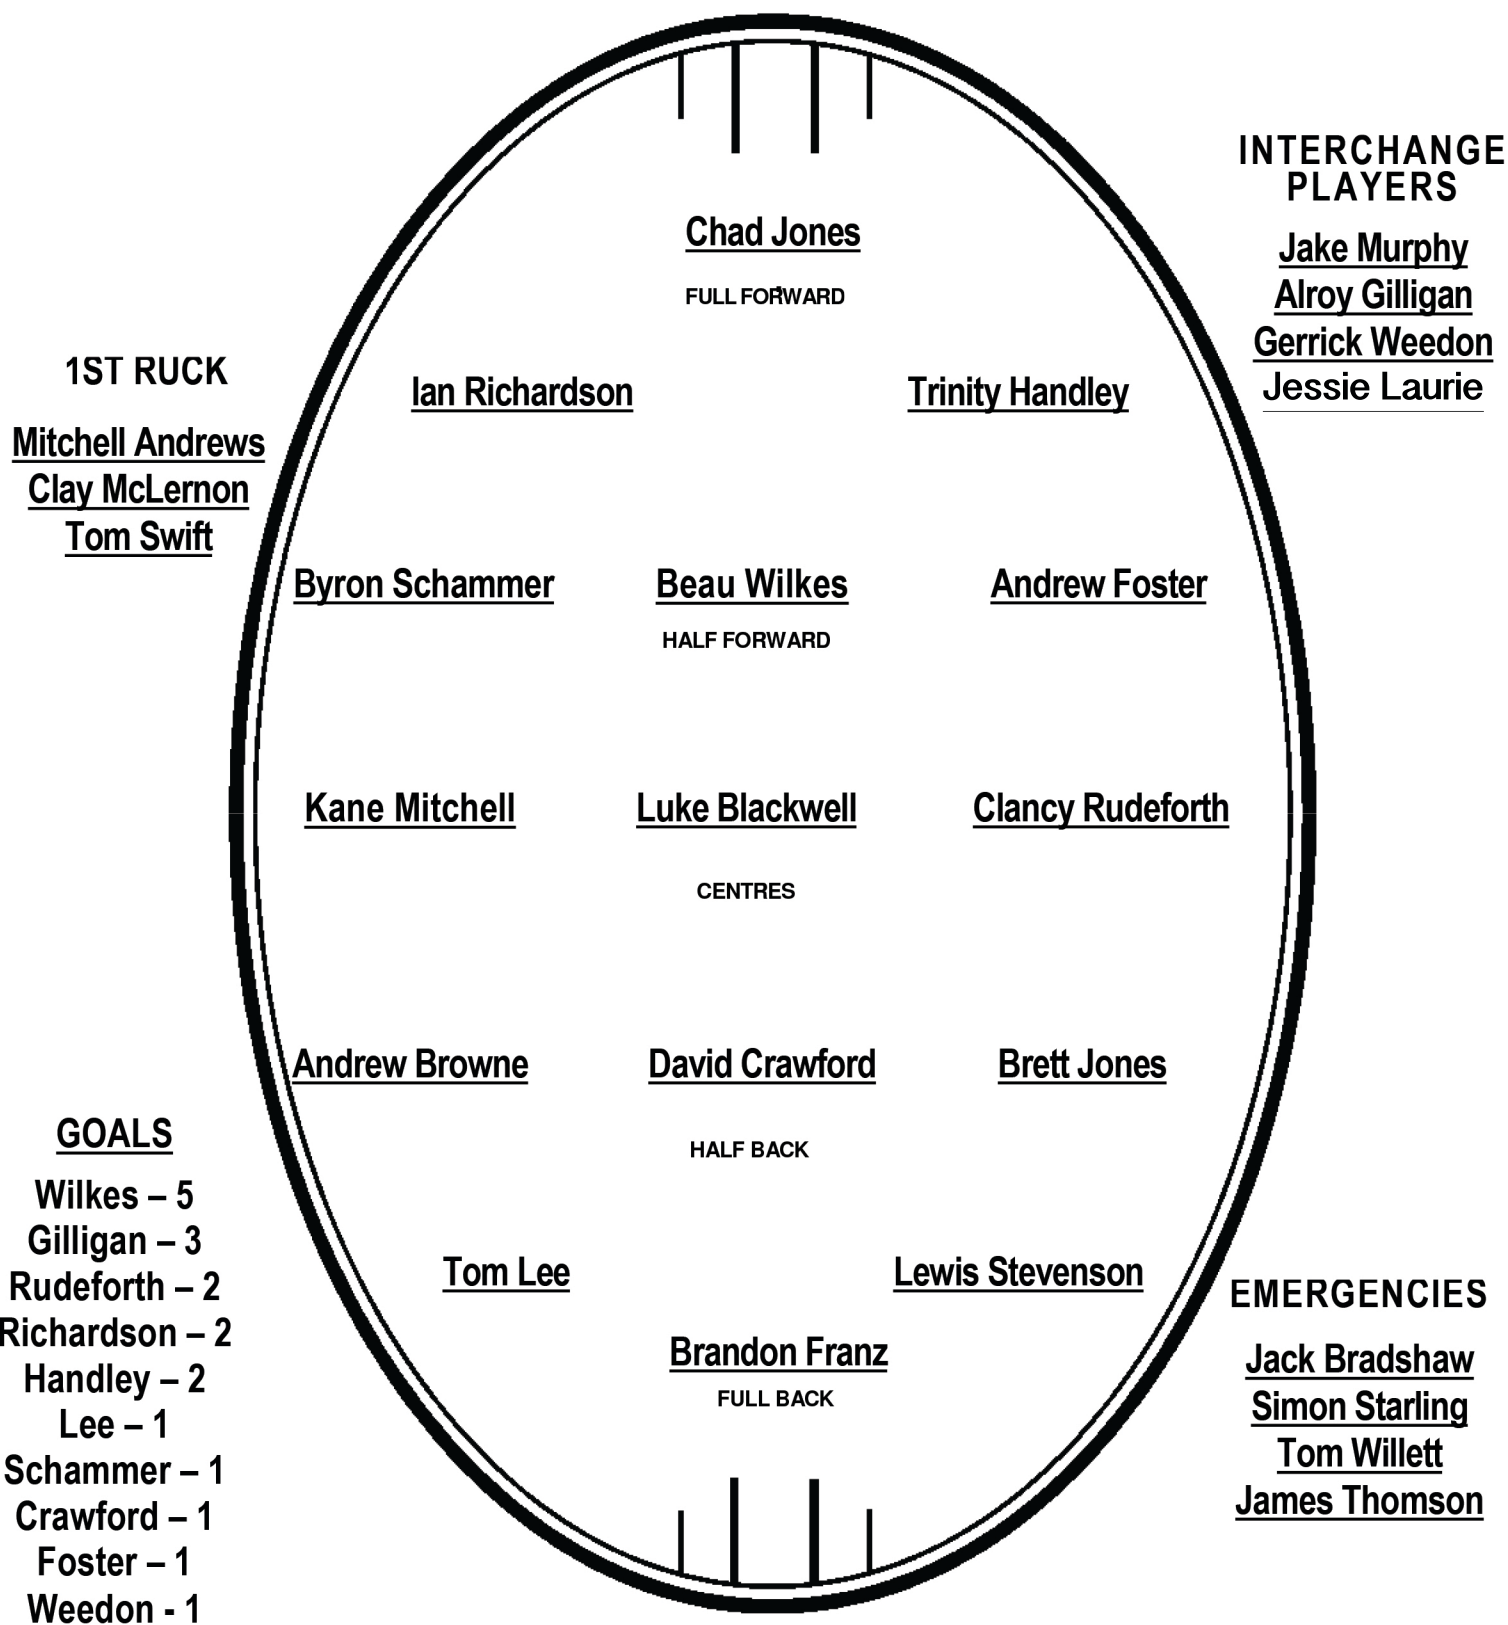 INTERCHANGE
PLAYERS
Jake Murphy
Alroy Gilligan
Gerrick Weedon
Jessie Laurie
Chad Jones
FULL FORWARD
1ST RUCK
Mitchell Andrews
Clay McLernon
Tom Swift
Ian Richardson
Trinity Handley
Byron Schammer
Beau Wilkes
Andrew Foster
HALF FORWARD
Kane Mitchell
Luke Blackwell
Clancy Rudeforth
CENTRES
Andrew Browne
David Crawford
Brett Jones
HALF BACK
Tom Lee
Lewis Stevenson
Brandon Franz
FULL BACK
GOALS
Wilkes – 5
Gilligan – 3
Rudeforth – 2
Richardson – 2
Handley – 2
Lee – 1
Schammer – 1
Crawford – 1
Foster – 1
Weedon - 1
EMERGENCIES
Jack Bradshaw
Simon Starling
Tom Willett
James Thomson